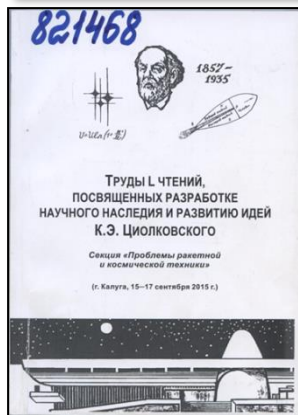 821468
1857–
1935
ТРУДЫ L ЧТЕНИЙ,
ПОСВЯЩЕННЫХ РАЗРАБОТКЕ
НАУЧНОГО НАСЛЕДИЯ И РАЗВИТИЮ ИДЕЙ
К.Э. ЦИОЛКОВСКОГО
Секция «Проблемы ракетной
и космической техники»
(г. Калуга, 15–17 сентября 2015 г.)